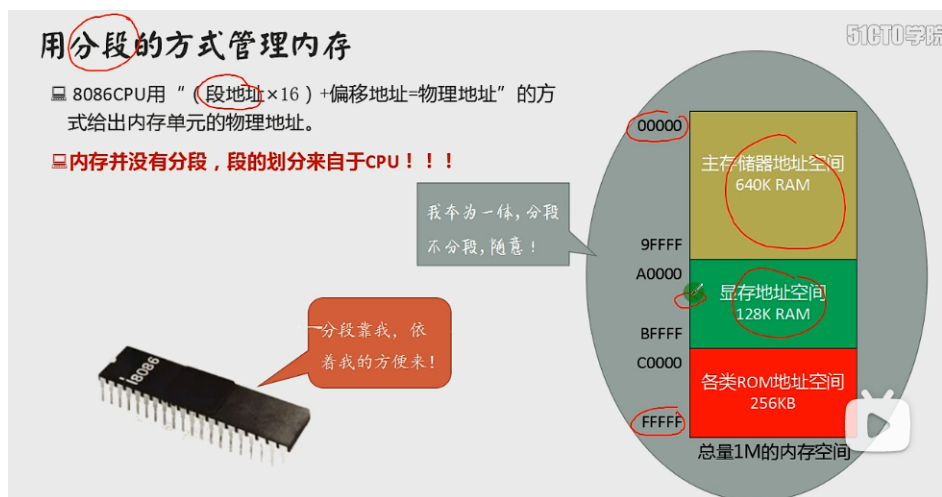 用分段的方式管理内存
51CTO学院
8086CPU用“（段地址×16）+偏移地址=物理地址”的方
式给出内存单元的物理地址。
内存并没有分段，段的划分来自于CPU！！！
我本为一体，分段
不分段，随意！
分段靠我，依
着我的方便来！
i8086
00000
主存储器地址空间
640K RAM
9FFFF
A0000
显存地址空间
128K RAM
BFFFF
C0000
各类ROM地址空间
256KB
FFFFF
总量1M的内存空间